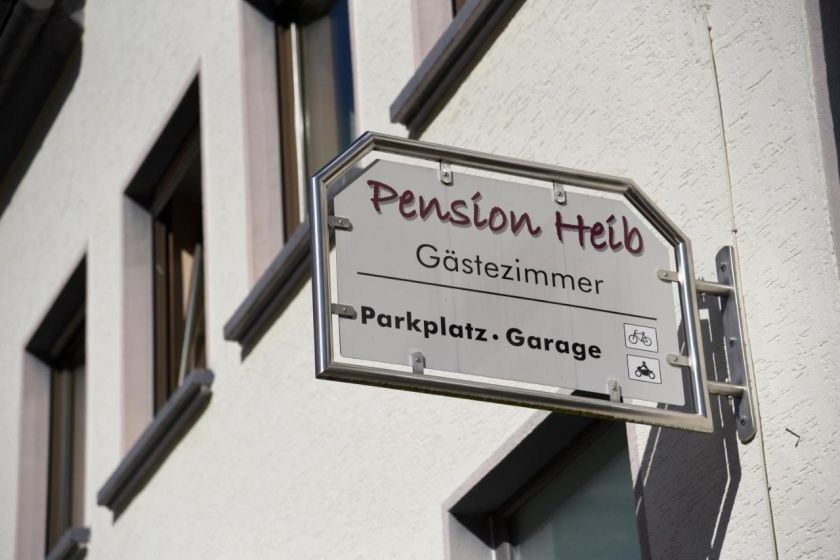 Pension Heib
Gästezimmer
Parkplatz · Garage